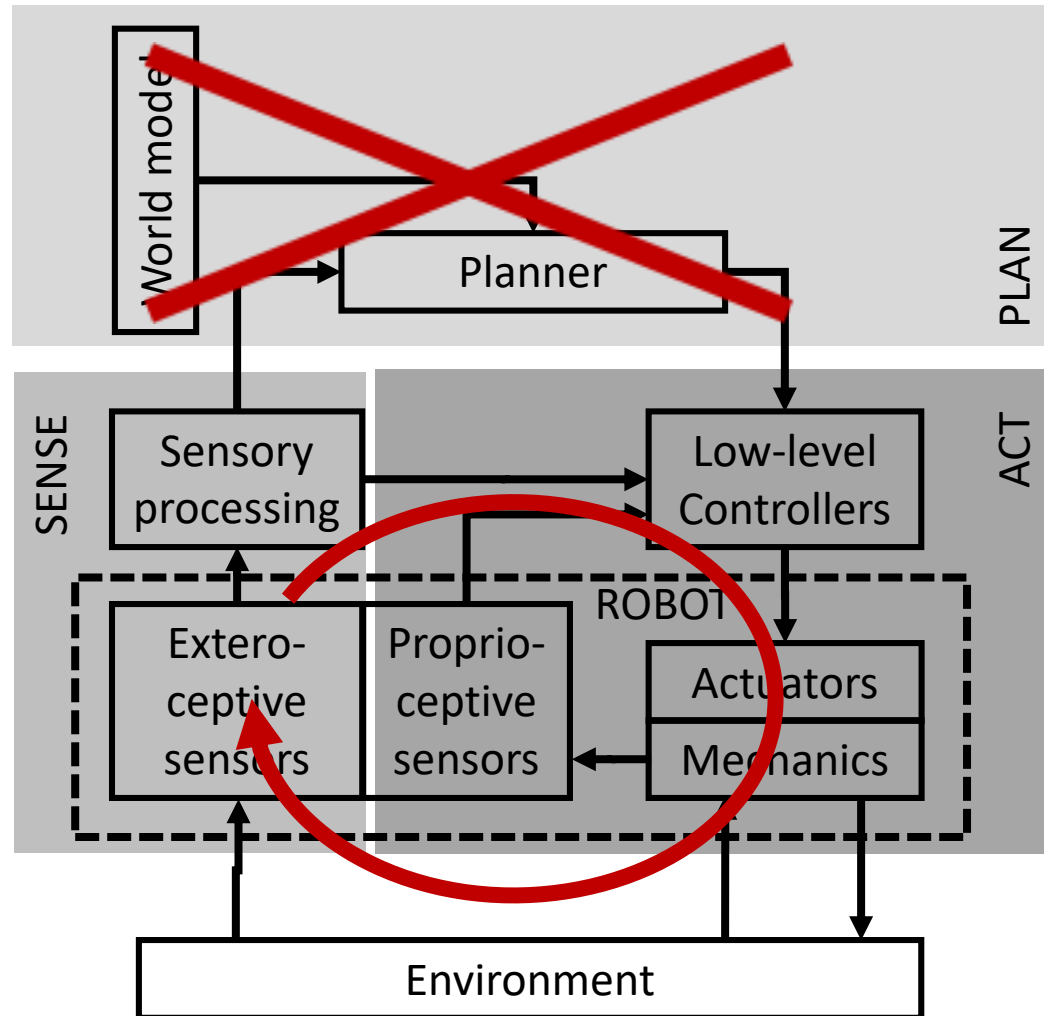 World model
Planner
PLAN
SENSE
Sensory
processing
Low-level
Controllers
ACT
ROBOT
Extero-
ceptive
sensors
Proprio-
ceptive
sensors
Actuators
Mechanics
Environment